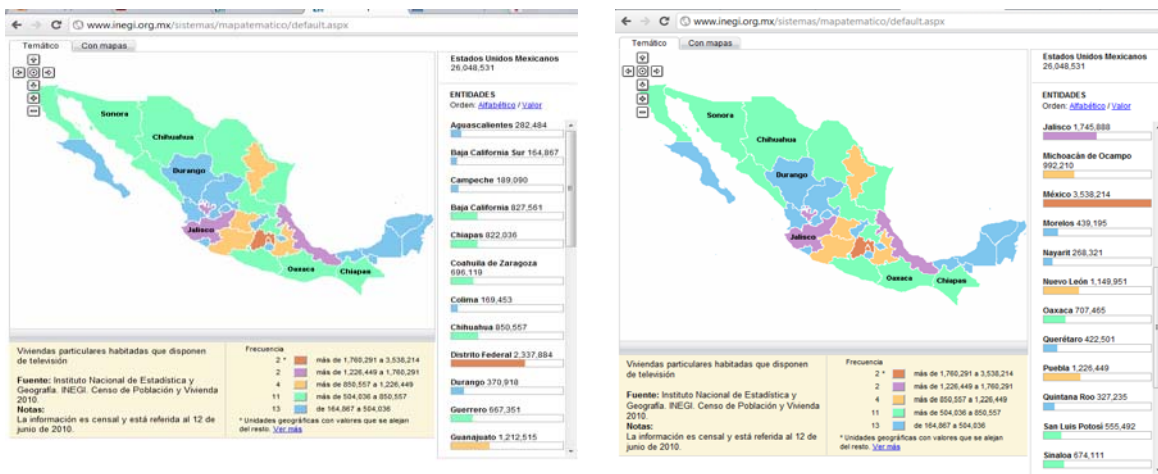 www.inegi.org.mx/sistemas/mapatematico/default.aspx
Temático Con mapas
Sonora
Chihuahua
Durango
Jalisco
Oaxaca
Chiapas
Estados Unidos Mexicanos
26,048,531
ENTIDADES
Orden: Alfabético / Valor
Aguascalientes 282,484
Baja California Sur 164,867
Campeche 189,090
Baja California 827,561
Chiapas 822,036
Coahuila de Zaragoza
696,119
Colima 169,453
Chihuahua 850,557
Distrito Federal 2,337,884
Durango 370,918
Guerrero 667,351
Guanajuato 1,212,515
Viviendas particulares habitadas que disponen
de televisión
Fuente: Instituto Nacional de Estadística y
Geografía. INEGI. Censo de Población y Vivienda
2010.
Notas:
La información es censal y está referida al 12 de
junio de 2010.
Frecuencia
2 * más de 1,760,291 a 3,538,214
2 más de 1,226,449 a 1,760,291
4 más de 850,557 a 1,226,449
11 más de 504,036 a 850,557
13 de 164,867 a 504,036
* Unidades geográficas con valores que se alejan
del resto. Ver más
www.inegi.org.mx/sistemas/mapatematico/default.aspx
Temático Con mapas
Sonora
Chihuahua
Durango
Jalisco
Oaxaca
Chiapas
Estados Unidos Mexicanos
26,048,531
ENTIDADES
Orden: Alfabético / Valor
Jalisco 1,745,888
Michoacán de Ocampo
992,210
México 3,538,214
Morelos 439,195
Nayarit 268,321
Nuevo León 1,149,951
Oaxaca 707,465
Querétaro 422,501
Puebla 1,226,449
Quintana Roo 327,235
San Luis Potosí 555,492
Sinaloa 674,111
Viviendas particulares habitadas que disponen
de televisión
Fuente: Instituto Nacional de Estadística y
Geografía. INEGI. Censo de Población y Vivienda
2010.
Notas:
La información es censal y está referida al 12 de
junio de 2010.
Frecuencia
2 * más de 1,760,291 a 3,538,214
2 más de 1,226,449 a 1,760,291
4 más de 850,557 a 1,226,449
11 más de 504,036 a 850,557
13 de 164,867 a 504,036
* Unidades geográficas con valores que se alejan
del resto. Ver más